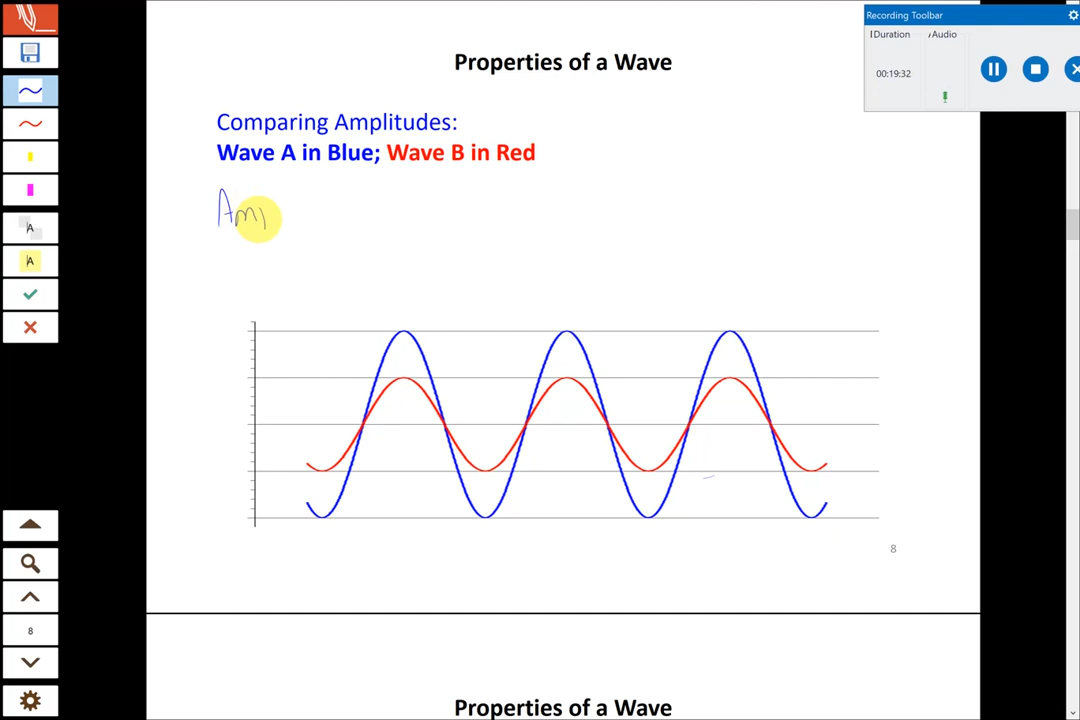 Recording Toolbar
Duration
Audio
00:19:32
Properties of a Wave
Comparing Amplitudes:
Wave A in Blue; Wave B in Red
Am
A
A
8
8
Properties of a Wave